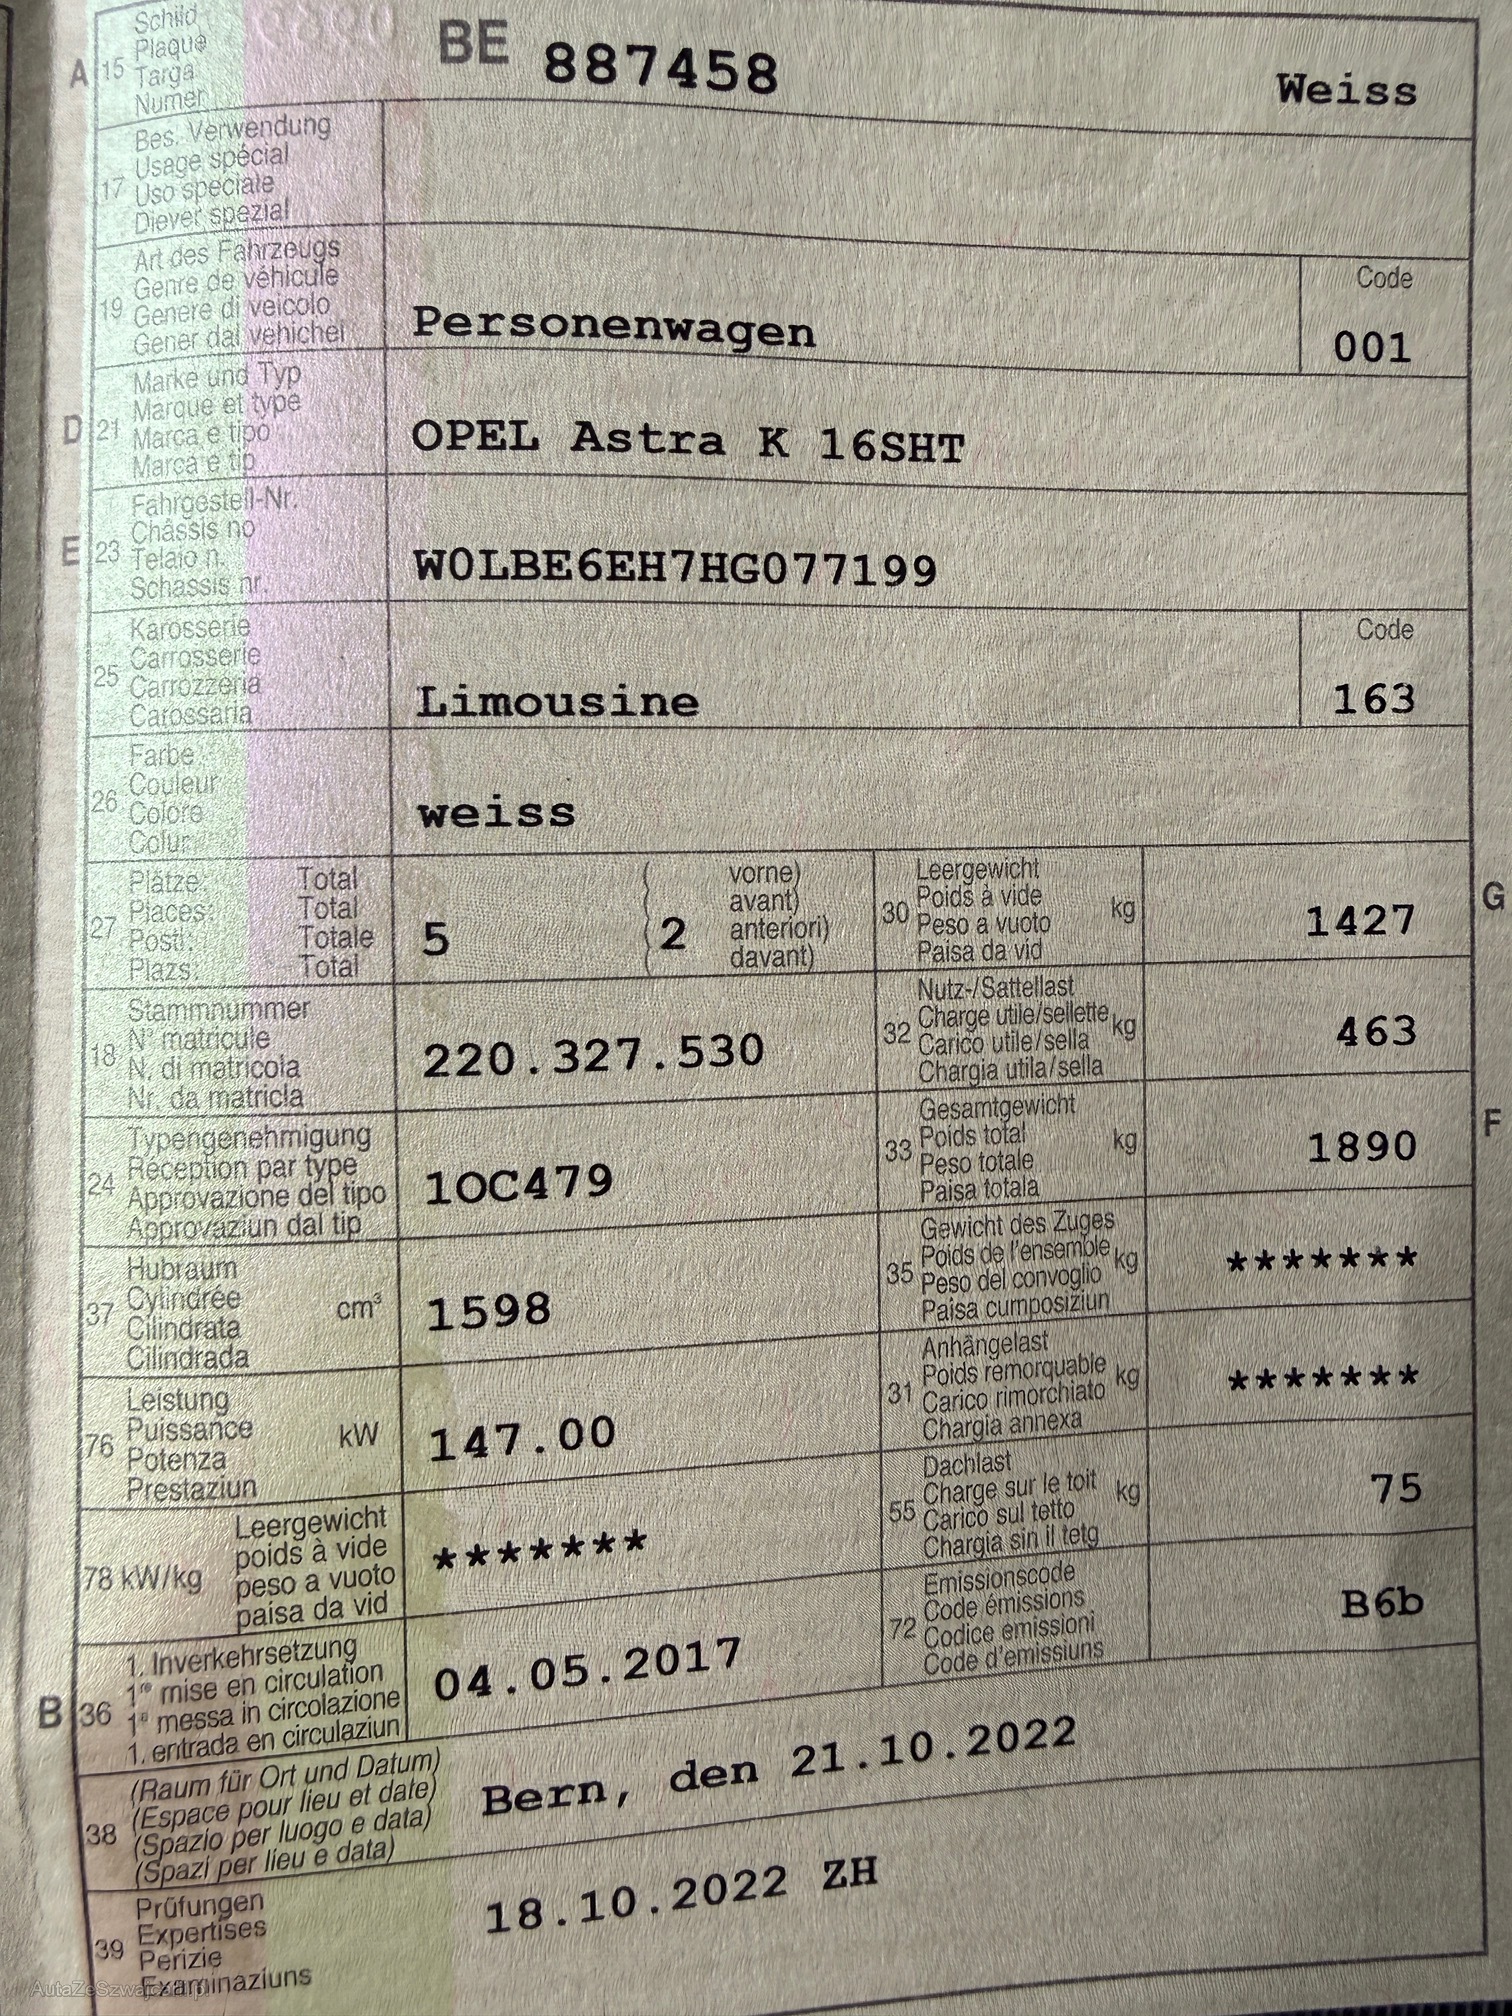 A 15 Schild
Plaque
Targa
Numer
BE 887458 Weiss
17 Bes. Verwendung
Usage spécial
Uso speciale
Diever spezial
19 Art des Fahrzeugs
Genre de véhicule
Genere di veicolo
Gener dal vehichel
Personenwagen
Code
001
D 21 Marke und Typ
Marque et type
Marca e tipo
Marca e tip
OPEL Astra K 16SHT
E 23 Fahrgestell-Nr.
Châssis no
Telaio n.
Schassis nr.
W0LBE6EH7HG077199
25 Karosserie
Carrosserie
Carrozzeria
Carossaria
Limousine
Code
163
26 Farbe
Couleur
Colore
Colur
weiss
27 Plätze: Total
Places: Total
Posti: Totale
Plazs: Total
5 ( 2 vorne)
avant)
anteriori)
davant)
30 Leergewicht
Poids à vide
Peso a vuoto
Paisa da vid
kg
1427 G
18 Stammnummer
N° matricule
N. di matricola
Nr. da matricla
220.327.530
32 Nutz-/Sattellast
Charge utile/sellette
Carico utile/sella
Chargia utila/sella
kg
463
24 Typengenehmigung
Réception par type
Approvazione del tipo
Approvaziun dal tip
1OC479
33 Gesamtgewicht
Poids total
Peso totale
Paisa totala
kg
1890 F
37 Hubraum
Cylindrée
Cilindrata
Cilindrada
cm³
1598
35 Gewicht des Zuges
Poids de l'ensemble
Peso del convoglio
Paisa cumposiziun
kg
*******
76 Leistung
Puissance
Potenza
Prestaziun
kW
147.00
31 Anhängelast
Poids remorquable
Carico rimorchiato
Chargia annexa
kg
*******
78 kW/kg Leergewicht
poids à vide
peso a vuoto
paisa da vid
*******
55 Dachlast
Charge sur le toit
Carico sul tetto
Chargia sin il tetg
kg
75
B 36 1. Inverkehrsetzung
1re mise en circulation
1a messa in circolazione
1. entrada en circulaziun
04.05.2017
72 Emissionscode
Code émissions
Codice emissioni
Code d'emissiuns
B6b
38 (Raum für Ort und Datum)
(Espace pour lieu et date)
(Spazio per luogo e data)
(Spazi per lieu e data)
Bern, den 21.10.2022
39 Prüfungen
Expertises
Perizie
Examinaziuns
18.10.2022 ZH